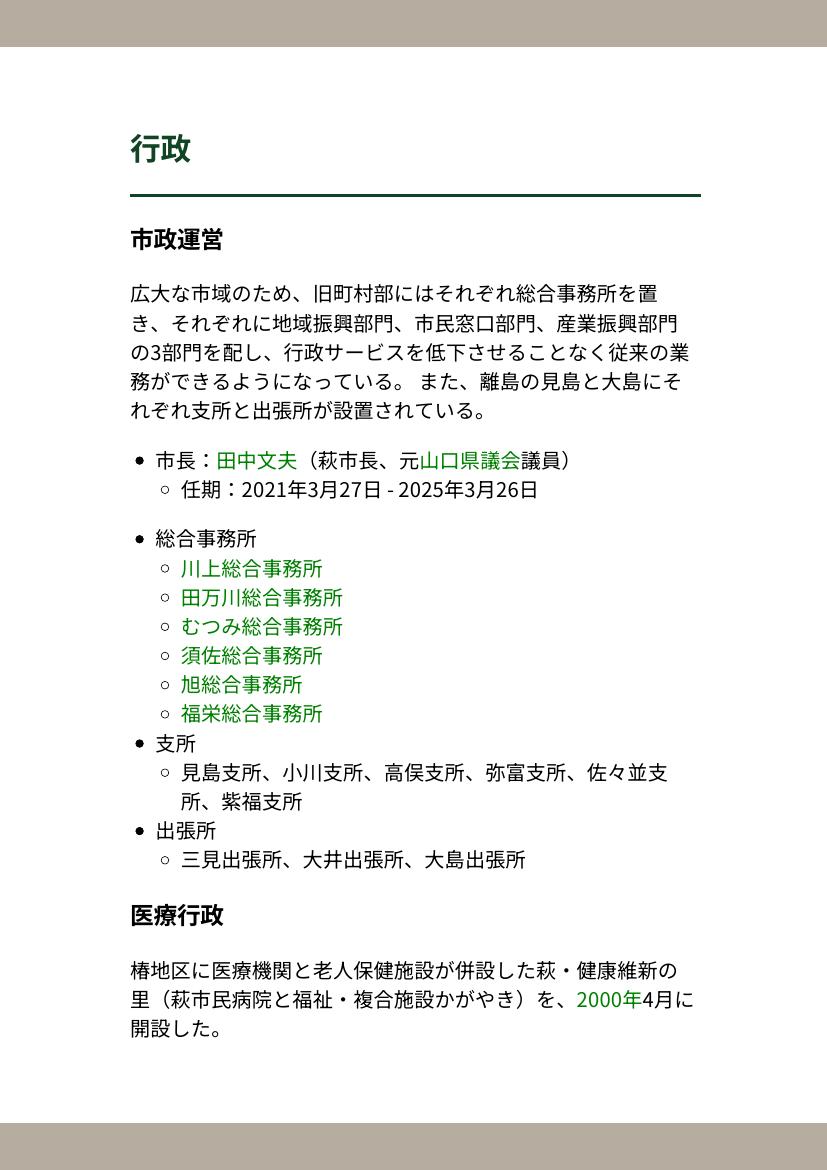 行政
市政運営
広大な市域のため、旧町村部にはそれぞれ総合事務所を置
き、それぞれに地域振興部門、市民窓口部門、産業振興部門
の3部門を配し、行政サービスを低下させることなく従来の業
務ができるようになっている。 また、離島の見島と大島にそ
れぞれ支所と出張所が設置されている。
• 市長：田中文夫（萩市長、元山口県議会議員）
◦ 任期：2021年3月27日 - 2025年3月26日
• 総合事務所
◦ 川上総合事務所
◦ 田万川総合事務所
◦ むつみ総合事務所
◦ 須佐総合事務所
◦ 旭総合事務所
◦ 福栄総合事務所
• 支所
◦ 見島支所、小川支所、高俣支所、弥富支所、佐々並支
所、紫福支所
• 出張所
◦ 三見出張所、大井出張所、大島出張所
医療行政
椿地区に医療機関と老人保健施設が併設した萩・健康維新の
里（萩市民病院と福祉・複合施設かがやき）を、2000年4月に
開設した。